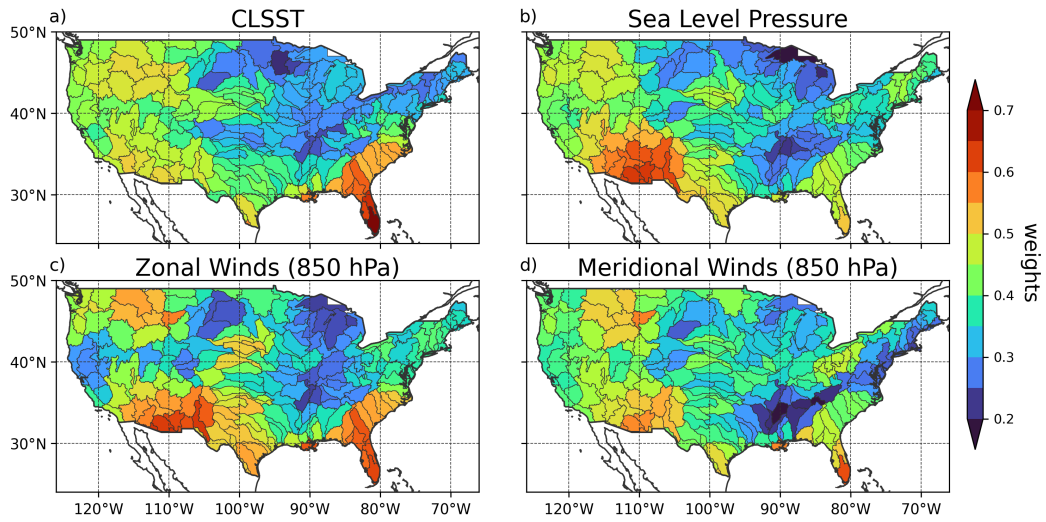 a) CLSST
b) Sea Level Pressure
50°N
40°N
30°N
c) Zonal Winds (850 hPa)
d) Meridional Winds (850 hPa)
50°N
40°N
30°N
120°W 110°W 100°W 90°W 80°W 70°W
120°W 110°W 100°W 90°W 80°W 70°W
0.7
0.6
0.5
0.4
0.3
0.2
weights